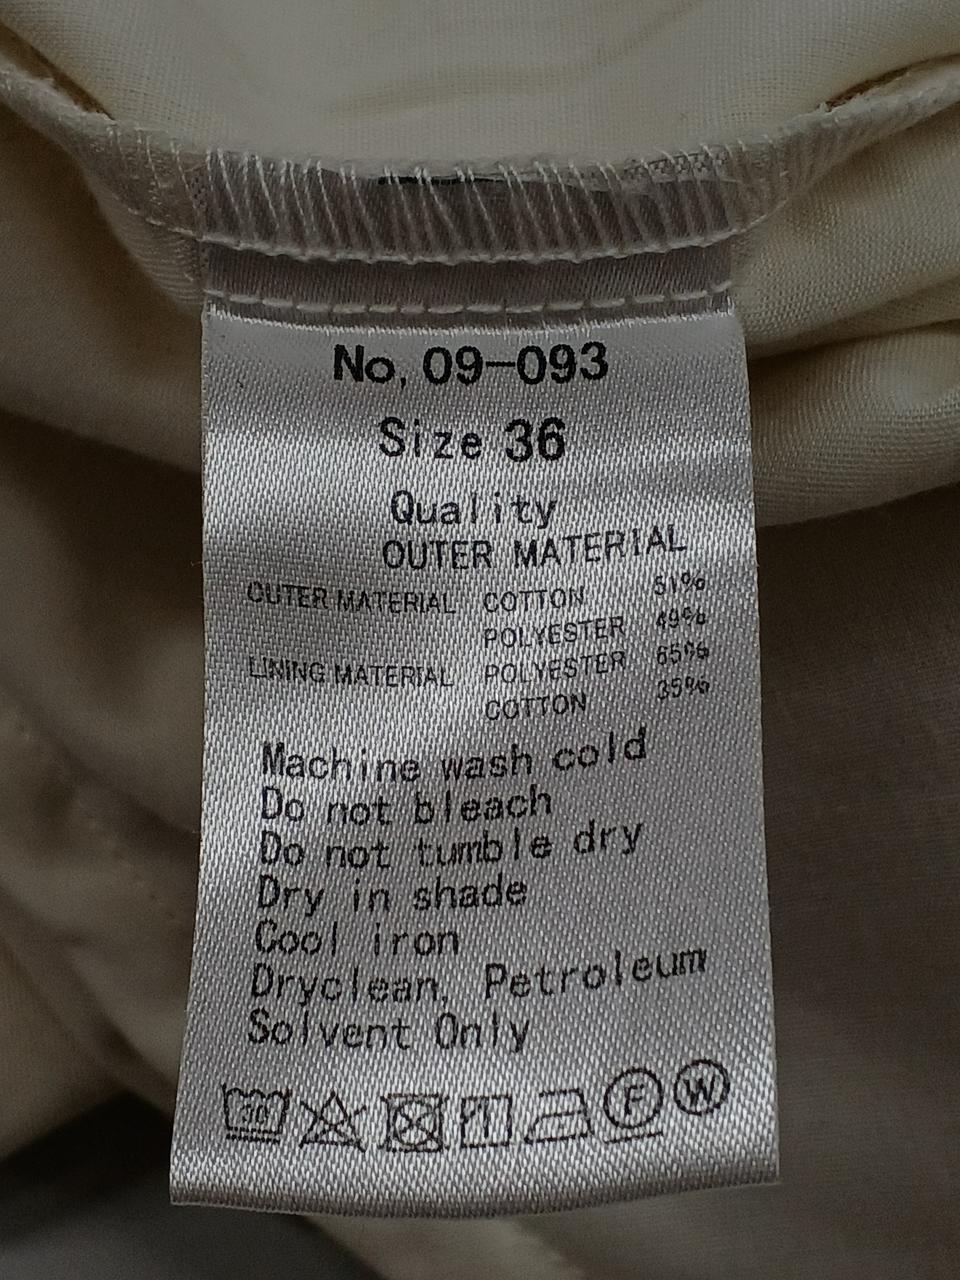 No. 09-093
Size 36
Quality
OUTER MATERIAL
OUTER MATERIAL COTTON 51%
POLYESTER 49%
LINING MATERIAL POLYESTER 65%
COTTON 35%
Machine wash cold
Do not bleach
Do not tumble dry
Dry in shade
Cool iron
Dryclean, Petroleum
Solvent Only
30 F W